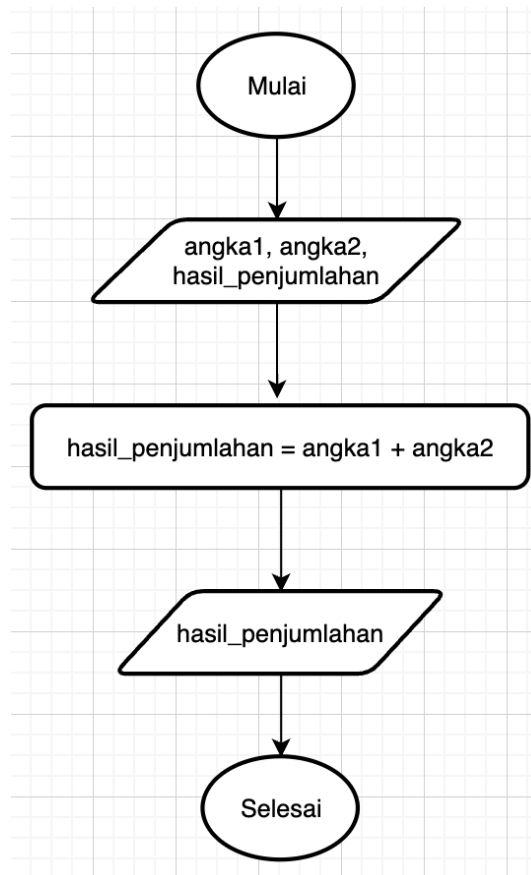 Mulai
angka1, angka2,
hasil_penjumlahan
hasil_penjumlahan = angka1 + angka2
hasil_penjumlahan
Selesai